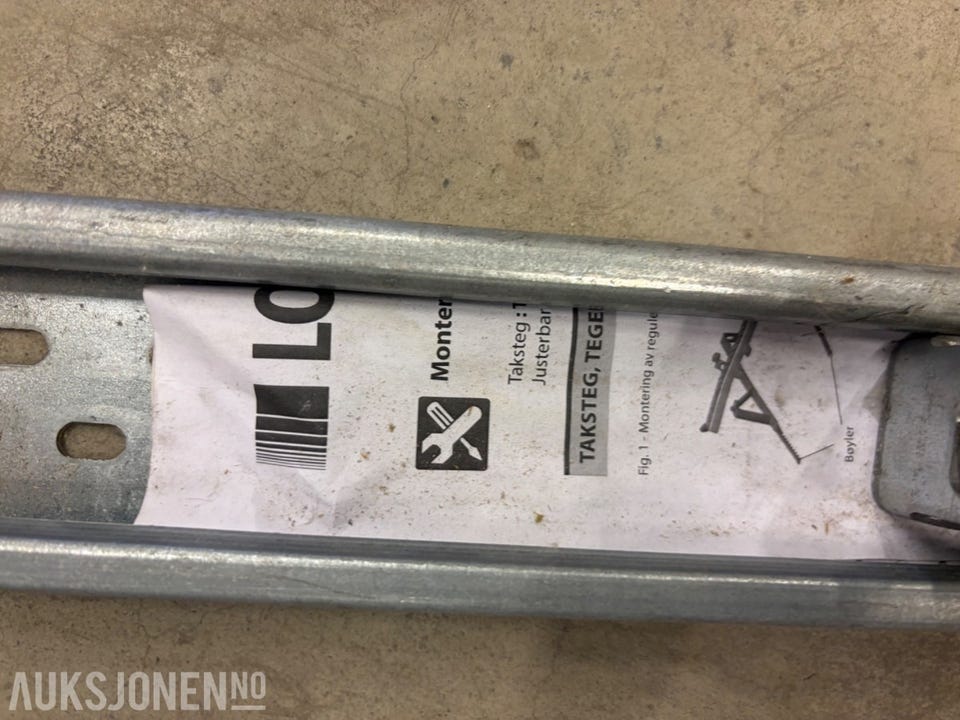 LO
Monter
Taksteg : T
Justerbar
TAKSTEG, TEGE
Fig. 1 - Montering av regule
Bøyler
AUKSJONEN.NO